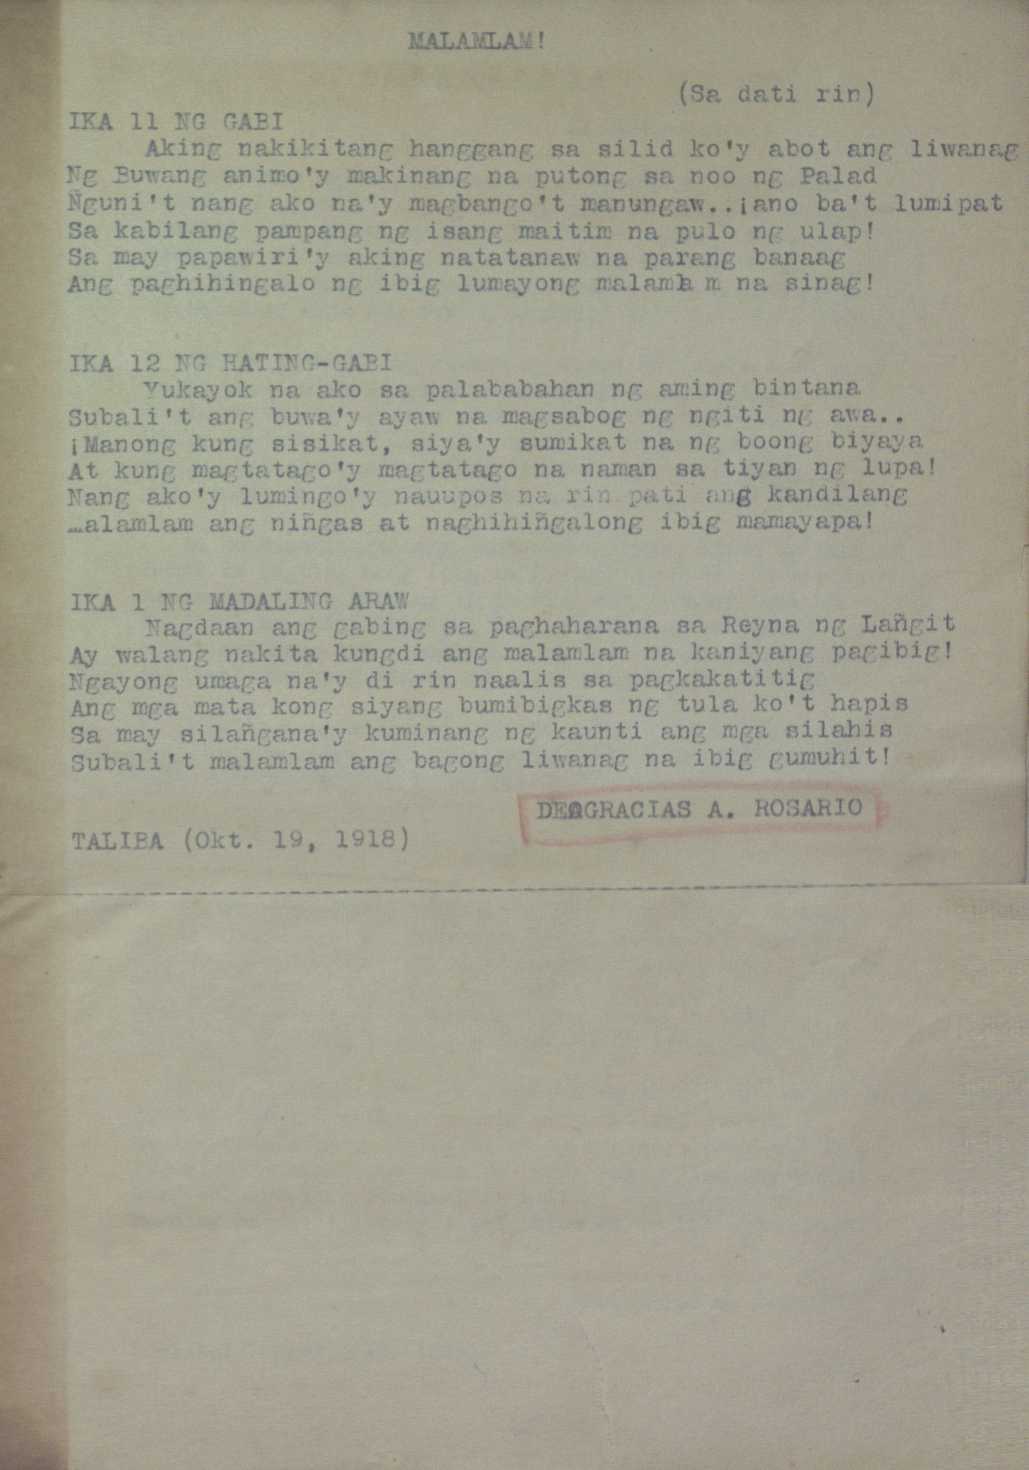 MALAMLAM!
(Sa dati rin)
IKA 11 NG GABI
Aking nakikitang hanggang sa silid ko'y abot ang liwanag
Ng Buwang animo'y makinang na putong sa noo ng Palad
Ñguni't nang ako na'y magbango't manungaw..¡ano ba't lumipat
Sa kabilang pampang ng isang maitim na pulo ng ulap!
Sa may papawiri'y aking natatanaw na parang banaag
Ang paghihingalo ng ibig lumayong malamla m na sinag!
IKA 12 NG HATING-GABI
Yukayok na ako sa palababahan ng aming bintana
Subali't ang buwa'y ayaw na magsabog ng ngiti ng awa..
¡Manong kung sisikat, siya'y sumikat na ng boong biyaya
At kung magtatago'y magtatago na naman sa tiyan ng lupa!
Nang ako'y lumingo'y nauupos na rin pati ang kandilang
Malamlam ang niñgas at naghihiñgalong ibig mamayapa!
IKA 1 NG MADALING ARAW
Nagdaan ang gabing sa paghaharana sa Reyna ng Lañgit
Ay walang nakita kungdi ang malamlam na kaniyang pagibig!
Ngayong umaga na'y di rin naalis sa pagkakatitig
Ang mga mata kong siyang bumibigkas ng tula ko't hapis
Sa may silañgana'y kuminang ng kaunti ang mga silahis
Subali't malamlam ang bagong liwanag na ibig gumuhit!
DEOGRACIAS A. ROSARIO
TALIBA (Okt. 19, 1918)